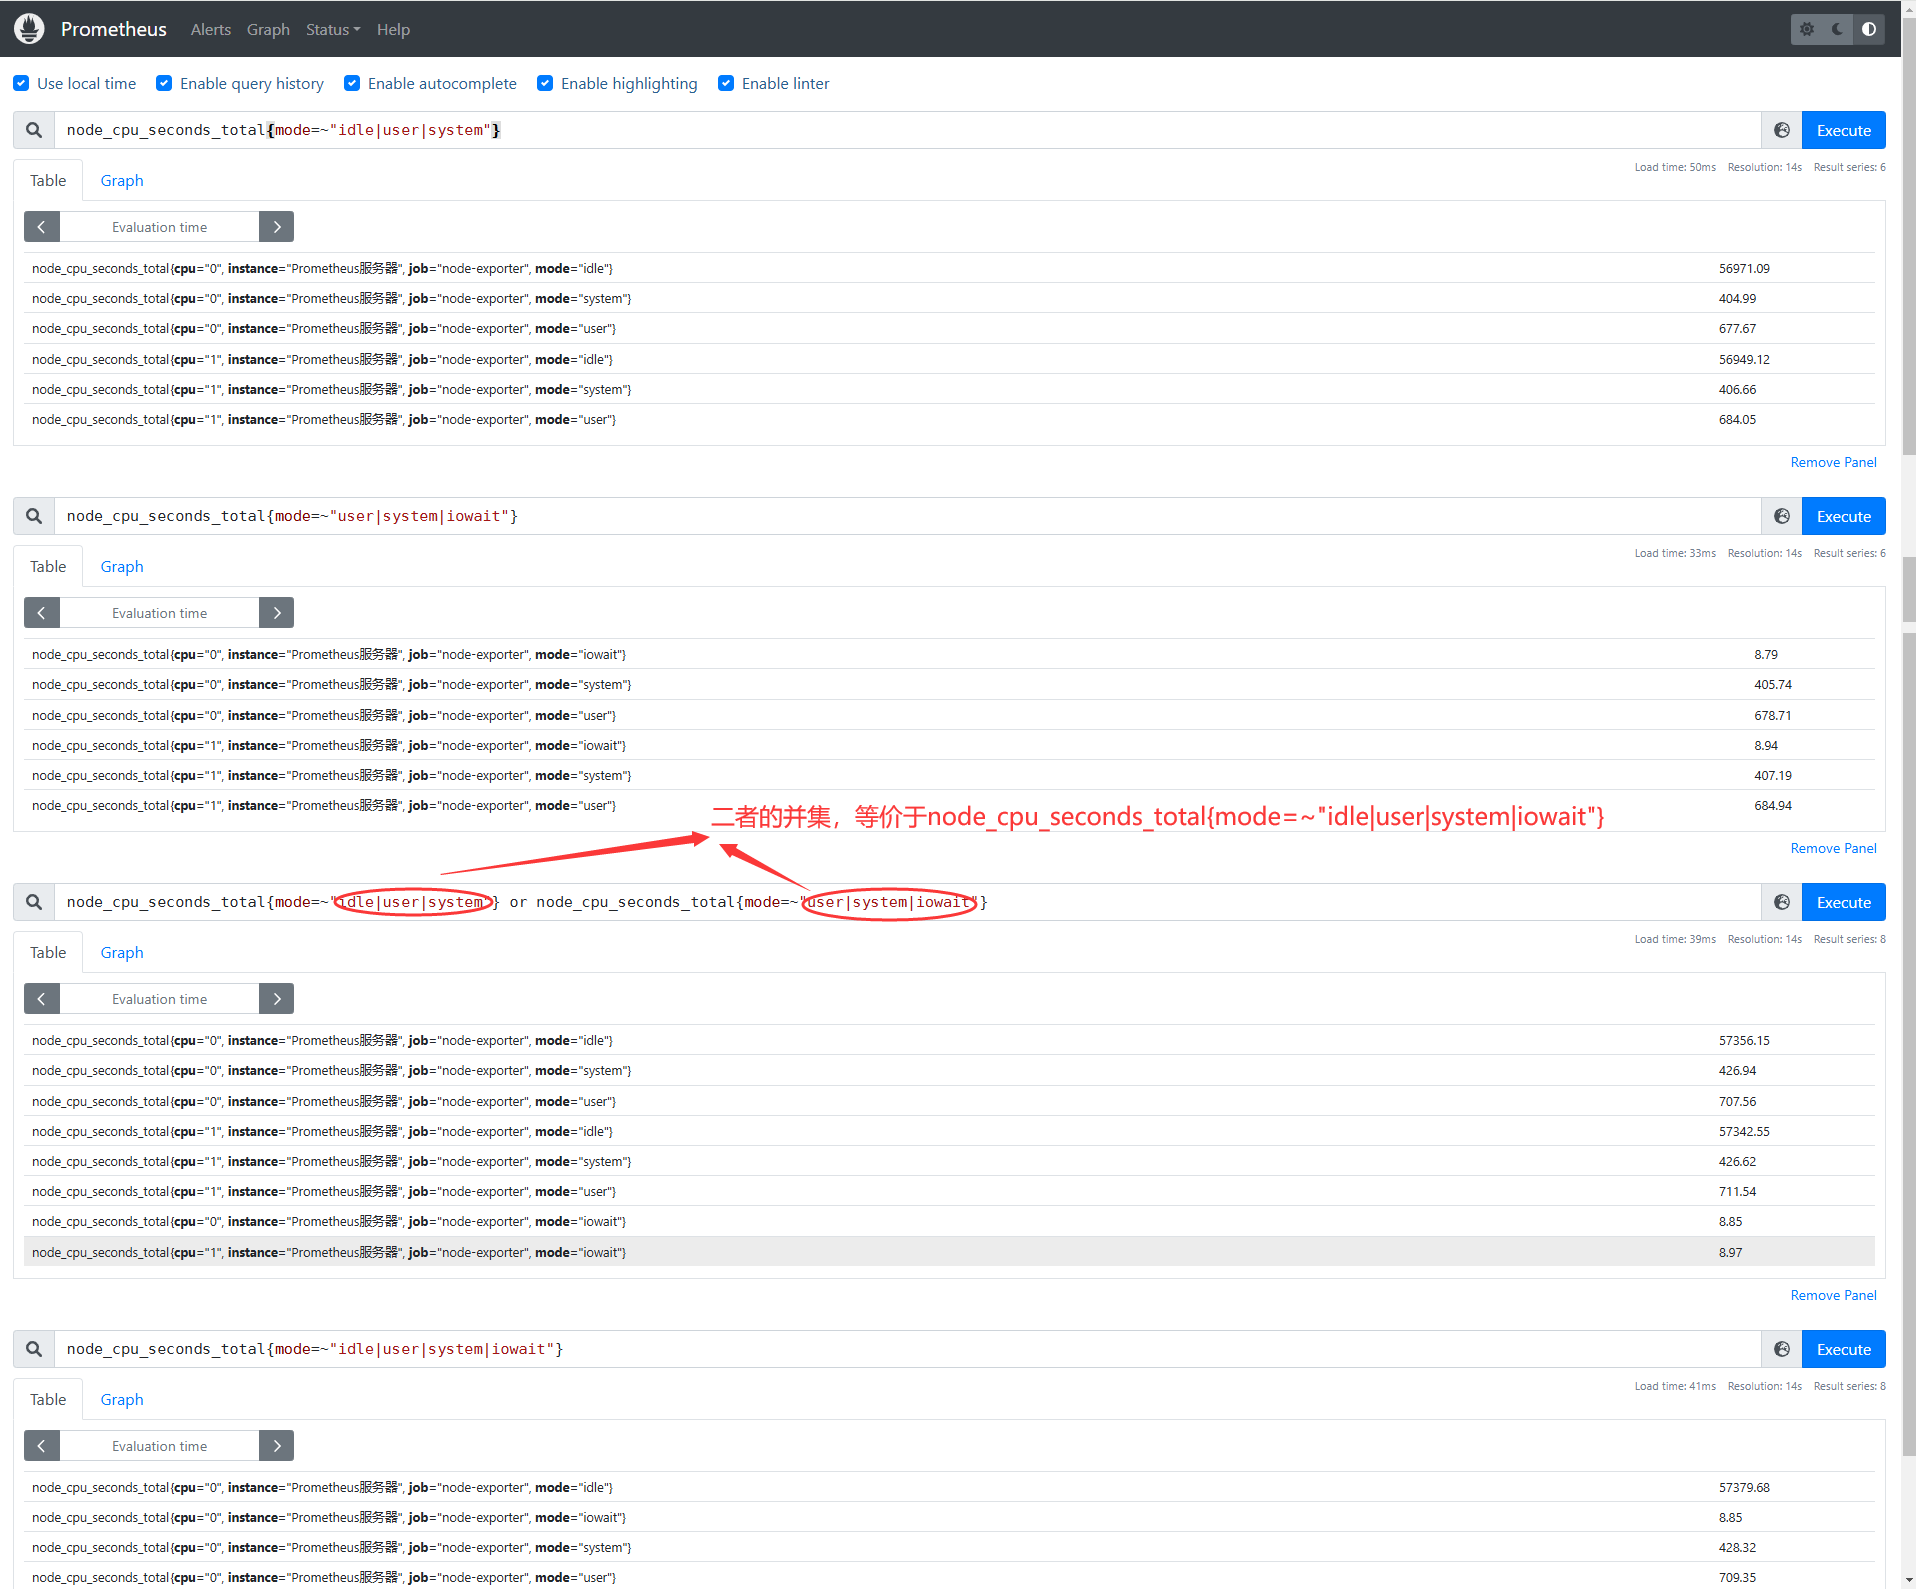 Prometheus Alerts Graph Status Help
Use local time Enable query history Enable autocomplete Enable highlighting Enable linter
node_cpu_seconds_total{mode=~"idle|user|system"} Execute
Table Graph Load time: 50ms Resolution: 14s Result series: 6
Evaluation time
node_cpu_seconds_total{cpu="0", instance="Prometheus服务器", job="node-exporter", mode="idle"} 56971.09
node_cpu_seconds_total{cpu="0", instance="Prometheus服务器", job="node-exporter", mode="system"} 404.99
node_cpu_seconds_total{cpu="0", instance="Prometheus服务器", job="node-exporter", mode="user"} 677.67
node_cpu_seconds_total{cpu="1", instance="Prometheus服务器", job="node-exporter", mode="idle"} 56949.12
node_cpu_seconds_total{cpu="1", instance="Prometheus服务器", job="node-exporter", mode="system"} 406.66
node_cpu_seconds_total{cpu="1", instance="Prometheus服务器", job="node-exporter", mode="user"} 684.05
Remove Panel
node_cpu_seconds_total{mode=~"user|system|iowait"} Execute
Table Graph Load time: 33ms Resolution: 14s Result series: 6
Evaluation time
node_cpu_seconds_total{cpu="0", instance="Prometheus服务器", job="node-exporter", mode="iowait"} 8.79
node_cpu_seconds_total{cpu="0", instance="Prometheus服务器", job="node-exporter", mode="system"} 405.74
node_cpu_seconds_total{cpu="0", instance="Prometheus服务器", job="node-exporter", mode="user"} 678.71
node_cpu_seconds_total{cpu="1", instance="Prometheus服务器", job="node-exporter", mode="iowait"} 8.94
node_cpu_seconds_total{cpu="1", instance="Prometheus服务器", job="node-exporter", mode="system"} 407.19
node_cpu_seconds_total{cpu="1", instance="Prometheus服务器", job="node-exporter", mode="user"} 684.94
二者的并集，等价于node_cpu_seconds_total{mode=~"idle|user|system|iowait"}
Remove Panel
node_cpu_seconds_total{mode=~"idle|user|system"} or node_cpu_seconds_total{mode=~"user|system|iowait"} Execute
Table Graph Load time: 39ms Resolution: 14s Result series: 8
Evaluation time
node_cpu_seconds_total{cpu="0", instance="Prometheus服务器", job="node-exporter", mode="idle"} 57356.15
node_cpu_seconds_total{cpu="0", instance="Prometheus服务器", job="node-exporter", mode="system"} 426.94
node_cpu_seconds_total{cpu="0", instance="Prometheus服务器", job="node-exporter", mode="user"} 707.56
node_cpu_seconds_total{cpu="1", instance="Prometheus服务器", job="node-exporter", mode="idle"} 57342.55
node_cpu_seconds_total{cpu="1", instance="Prometheus服务器", job="node-exporter", mode="system"} 426.62
node_cpu_seconds_total{cpu="1", instance="Prometheus服务器", job="node-exporter", mode="user"} 711.54
node_cpu_seconds_total{cpu="0", instance="Prometheus服务器", job="node-exporter", mode="iowait"} 8.85
node_cpu_seconds_total{cpu="1", instance="Prometheus服务器", job="node-exporter", mode="iowait"} 8.97
Remove Panel
node_cpu_seconds_total{mode=~"idle|user|system|iowait"} Execute
Table Graph Load time: 41ms Resolution: 14s Result series: 8
Evaluation time
node_cpu_seconds_total{cpu="0", instance="Prometheus服务器", job="node-exporter", mode="idle"} 57379.68
node_cpu_seconds_total{cpu="0", instance="Prometheus服务器", job="node-exporter", mode="iowait"} 8.85
node_cpu_seconds_total{cpu="0", instance="Prometheus服务器", job="node-exporter", mode="system"} 428.32
node_cpu_seconds_total{cpu="0", instance="Prometheus服务器", job="node-exporter", mode="user"} 709.35